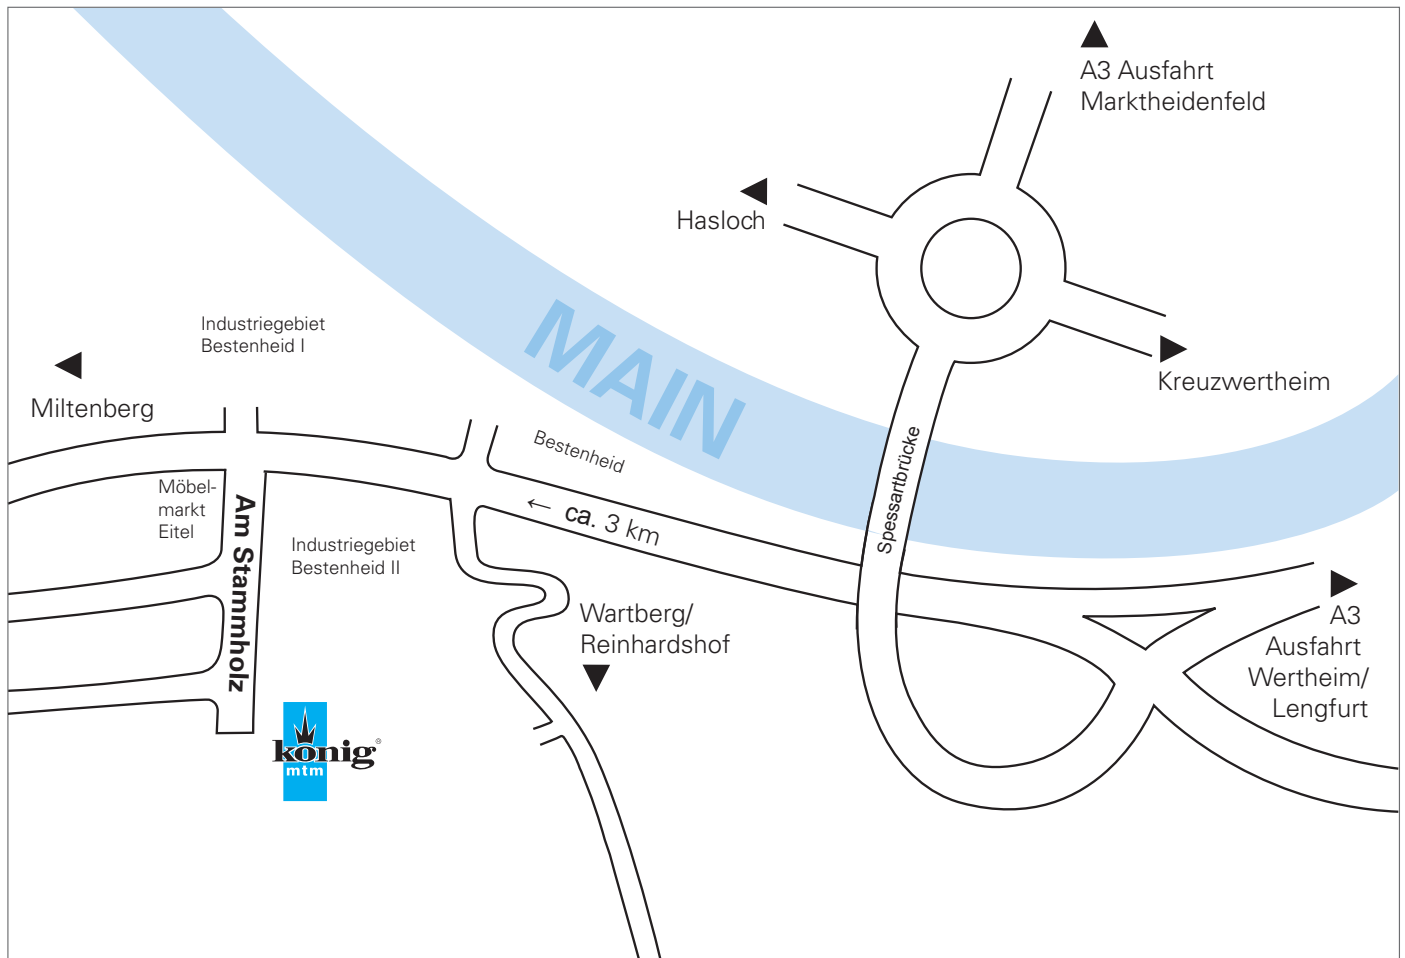 A3 Ausfahrt
Marktheidenfeld
Hasloch
MAIN
Kreuzwertheim
Industriegebiet
Bestenheid I
Miltenberg
Bestenheid
Spessartbrücke
← ca. 3 km
Möbel-
markt
Eitel
Am Stammholz
Industriegebiet
Bestenheid II
Wartberg/
Reinhardshof
A3
Ausfahrt
Wertheim/
Lengfurt
könig®
mtm